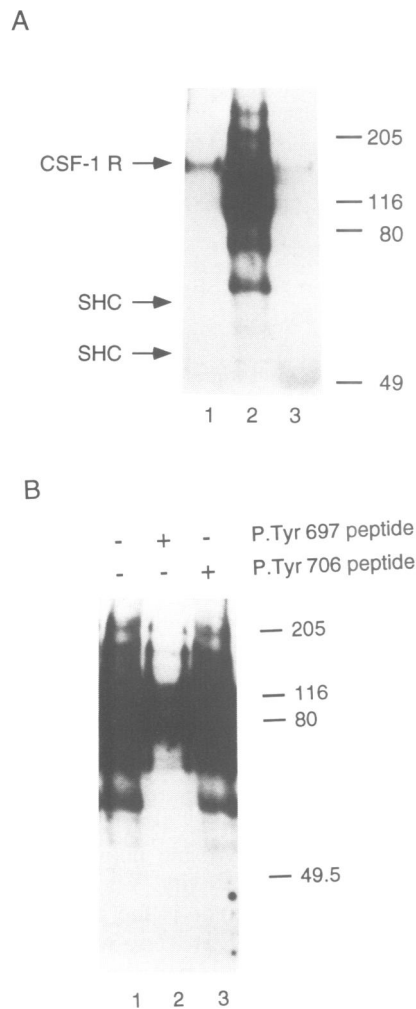 A
CSF-1 R
205
116
80
SHC
SHC
49
1 2 3
B
- + - P.Tyr 697 peptide
- - + P.Tyr 706 peptide
205
116
80
49.5
1 2 3